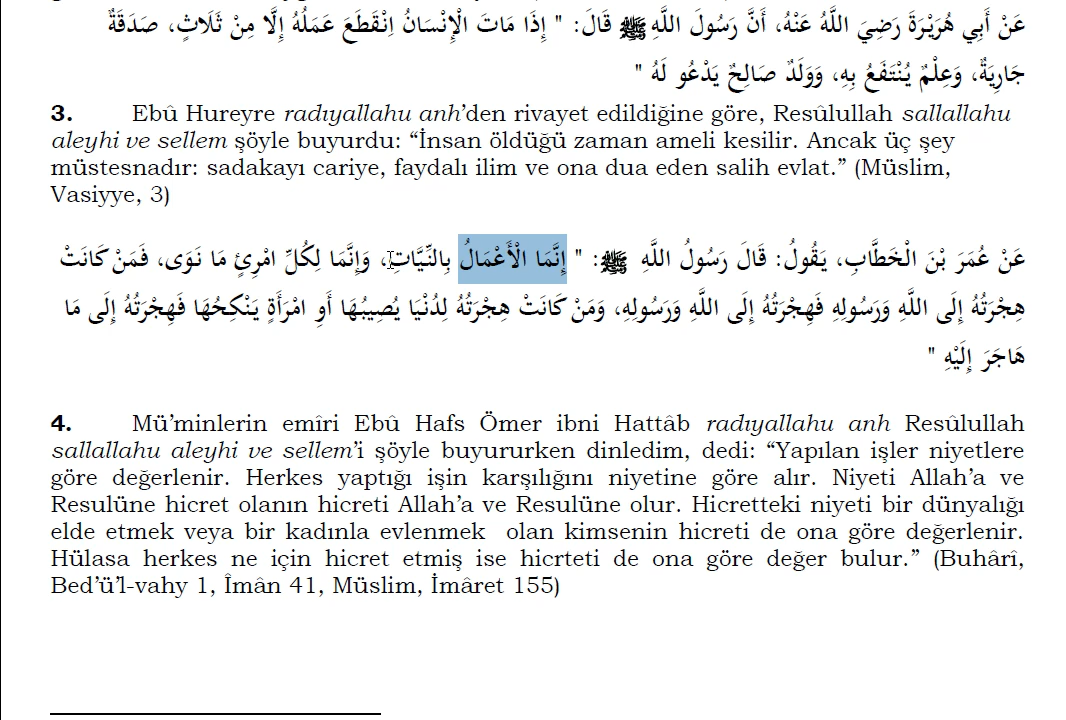 عَنْ أَبِي هُرَيْرَةَ رَضِيَ اللَّهُ عَنْهُ، أَنَّ رَسُولَ اللَّهِ ﷺ قَالَ: " إِذَا مَاتَ الْإِنْسَانُ اِنْقَطَعَ عَمَلُهُ إِلَّا مِنْ ثَلَاثٍ، صَدَقَةٌ
جَارِيَةٌ، وَعِلْمٌ يُنْتَفَعُ بِهِ، وَوَلَدٌ صَالِحٌ يَدْعُو لَهُ "
3. Ebû Hureyre radıyallahu anh’den rivayet edildiğine göre, Resûlullah sallallahu
aleyhi ve sellem şöyle buyurdu: “İnsan öldüğü zaman ameli kesilir. Ancak üç şey
müstesnadır: sadakayı cariye, faydalı ilim ve ona dua eden salih evlat.” (Müslim,
Vasiyye, 3)
عَنْ عُمَرَ بْنَ الْخَطَّابِ، يَقُولُ: قَالَ رَسُولُ اللَّهِ ﷺ: " إِنَّمَا الْأَعْمَالُ بِالنِّيَّاتِ، وَإِنَّمَا لِكُلِّ امْرِئٍ مَا نَوَى، فَمَنْ كَانَتْ
هِجْرَتُهُ إِلَى اللَّهِ وَرَسُولِهِ فَهِجْرَتُهُ إِلَى اللَّهِ وَرَسُولِهِ، وَمَنْ كَانَتْ هِجْرَتُهُ لِدُنْيَا يُصِيبُهَا أَوِ امْرَأَةٍ يَنْكِحُهَا فَهِجْرَتُهُ إِلَى مَا
هَاجَرَ إِلَيْهِ "
4. Mü’minlerin emîri Ebû Hafs Ömer ibni Hattâb radıyallahu anh Resûlullah
sallallahu aleyhi ve sellem’i şöyle buyururken dinledim, dedi: “Yapılan işler niyetlere
göre değerlenir. Herkes yaptığı işin karşılığını niyetine göre alır. Niyeti Allah’a ve
Resulüne hicret olanın hicreti Allah’a ve Resulüne olur. Hicretteki niyeti bir dünyalığı
elde etmek veya bir kadınla evlenmek olan kimsenin hicreti de ona göre değerlenir.
Hülasa herkes ne için hicret etmiş ise hicrteti de ona göre değer bulur.” (Buhârî,
Bed’ü’l-vahy 1, Îmân 41, Müslim, İmâret 155)